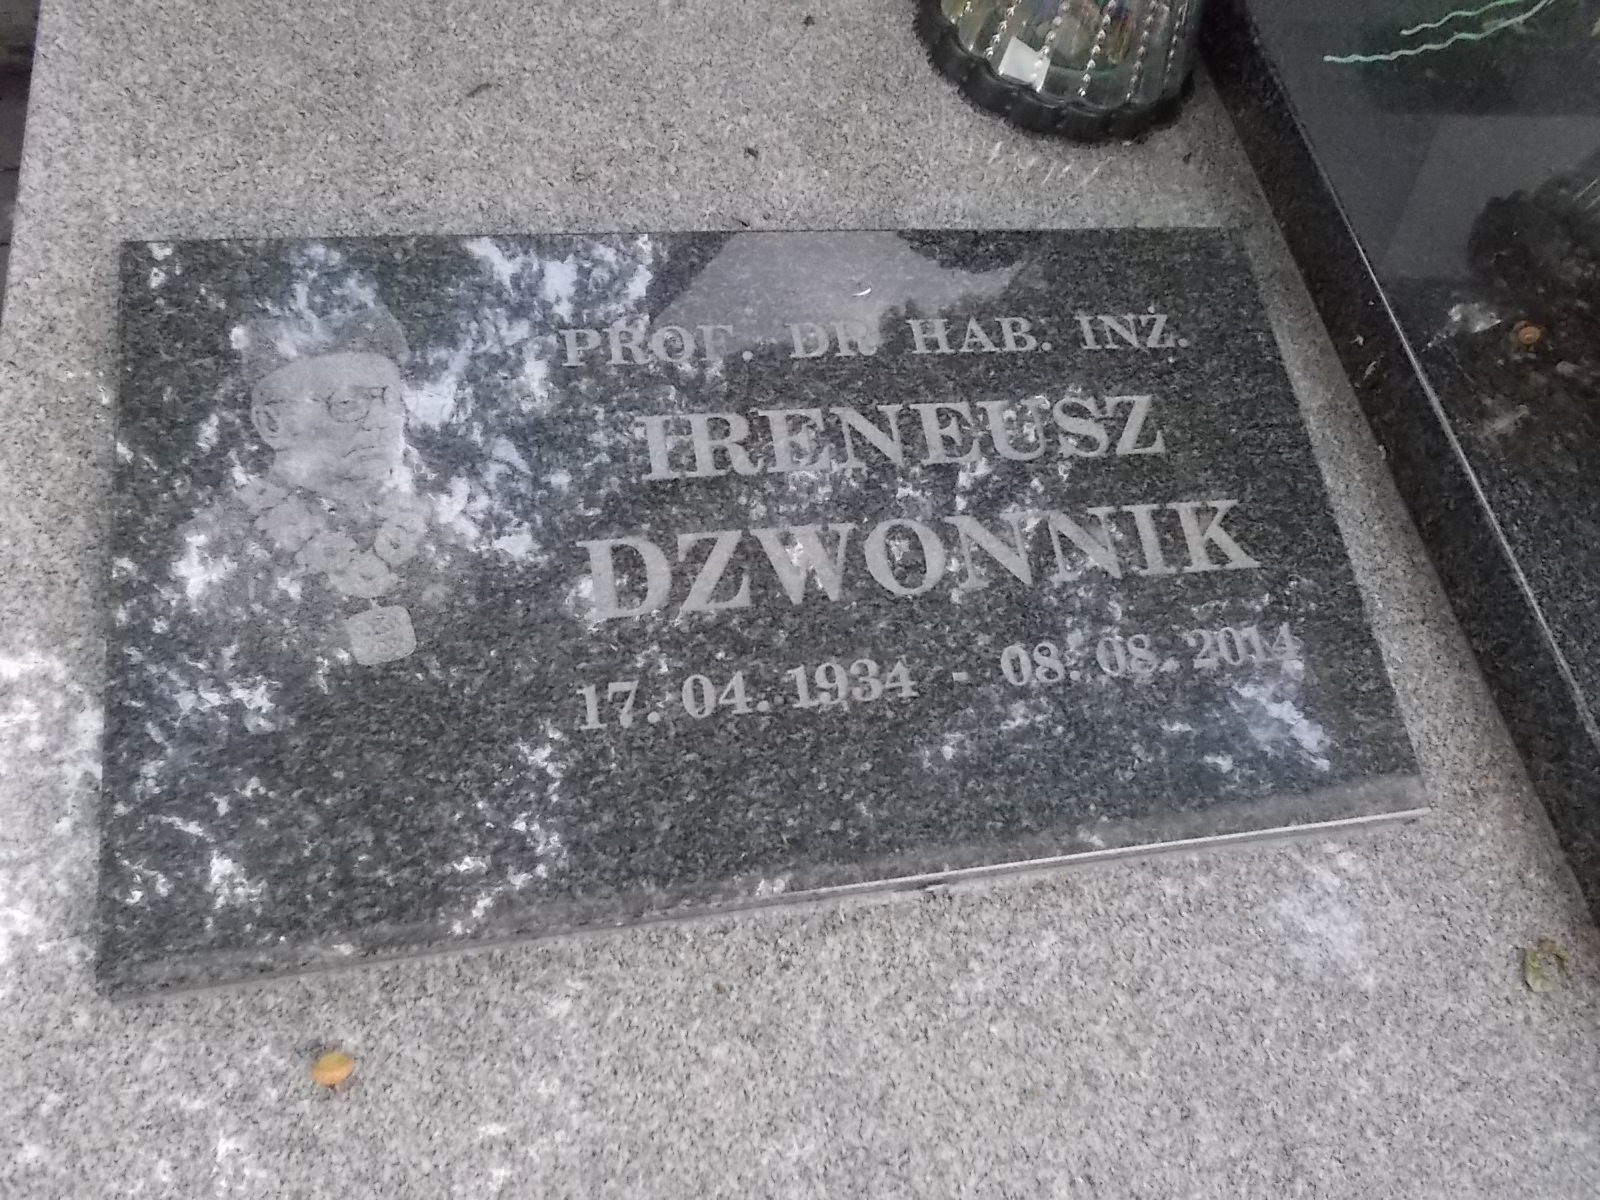 PROF. DR HAB. INŻ.
IRENEUSZ
DZWONNIK
17. 04. 1934 - 08. 08. 2014